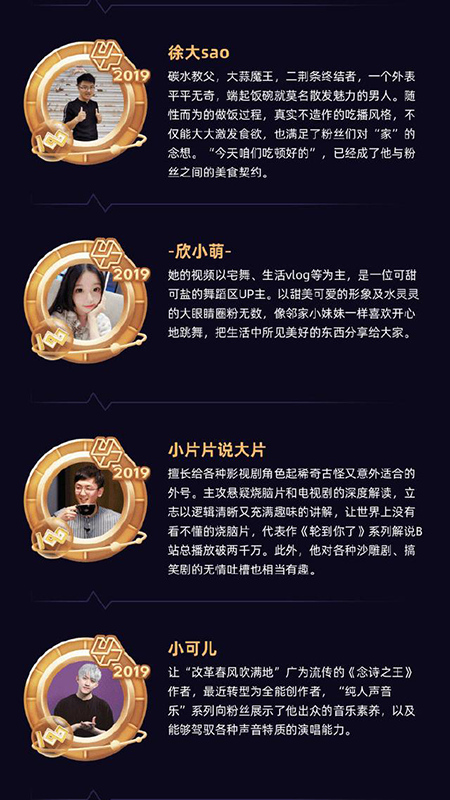 2019
徐大sao
碳水教父，大蒜魔王，二荆条终结者，一个外表
平平无奇，端起饭碗就莫名散发魅力的男人。随
性而为的做饭过程，真实不造作的吃播风格，不
仅能大大激发食欲，也满足了粉丝们对“家”的
念想。“今天咱们吃顿好的”，已经成了他与粉
丝之间的美食契约。
2019
-欣小萌-
她的视频以宅舞、生活vlog等为主，是一位可甜
可盐的舞蹈区UP主。以甜美可爱的形象及水灵灵
的大眼睛圈粉无数，像邻家小妹妹一样喜欢开心
地跳舞，把生活中所见美好的东西分享给大家。
2019
小片片说大片
擅长给各种影视剧角色起稀奇古怪又意外适合的
外号。主攻悬疑烧脑片和电视剧的深度解读，立
志以逻辑清晰又充满趣味的讲解，让世界上没有
看不懂的烧脑片，代表作《轮到你了》系列解说B
站总播放破两千万。此外，他对各种沙雕剧、搞
笑剧的无情吐槽也相当有趣。
2019
小可儿
让“改革春风吹满地”广为流传的《念诗之王》
作者，最近转型为全能创作者，“纯人声音
乐”系列向粉丝展示了他出众的音乐素养，以及
能够驾驭各种声音特质的演唱能力。